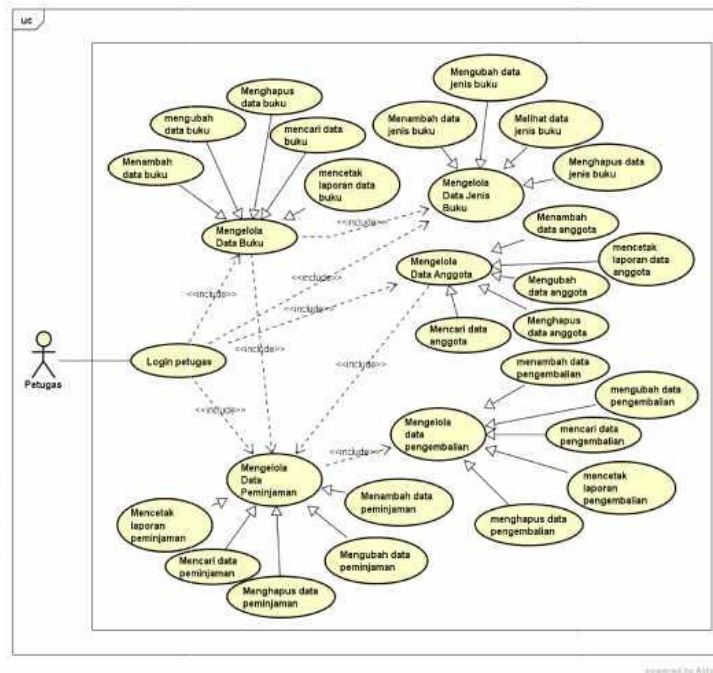 uc
Menghapus
data buku
mengubah
data buku
mencari data
buku
Menambah
data buku
mencetak
laporan data
buku
Mengelola
Data Buku
Mengubah data
jenis buku
Menambah data
jenis buku
Melihat data
jenis buku
Menghapus data
jenis buku
Mengelola
Data Jenis
Buku
<<include>>
Menambah
data anggota
mencetak
laporan data
anggota
Mengelola
Data Anggota
Mengubah
data anggota
Mencari data
anggota
Menghapus
data anggota
<<include>>
<<include>>
<<include>>
<<include>>
Petugas
Login petugas
<<include>>
menambah data
pengembalian
mengubah data
pengembalian
mencari data
pengembalian
Mengelola
data
pengembalian
mencetak
laporan
pengembalian
menghapus data
pengembalian
<<include>>
Mengelola
Data
Peminjaman
Mencetak
laporan
peminjaman
Menambah data
peminjaman
Mencari data
peminjaman
Mengubah data
peminjaman
Menghapus data
peminjaman
powered by